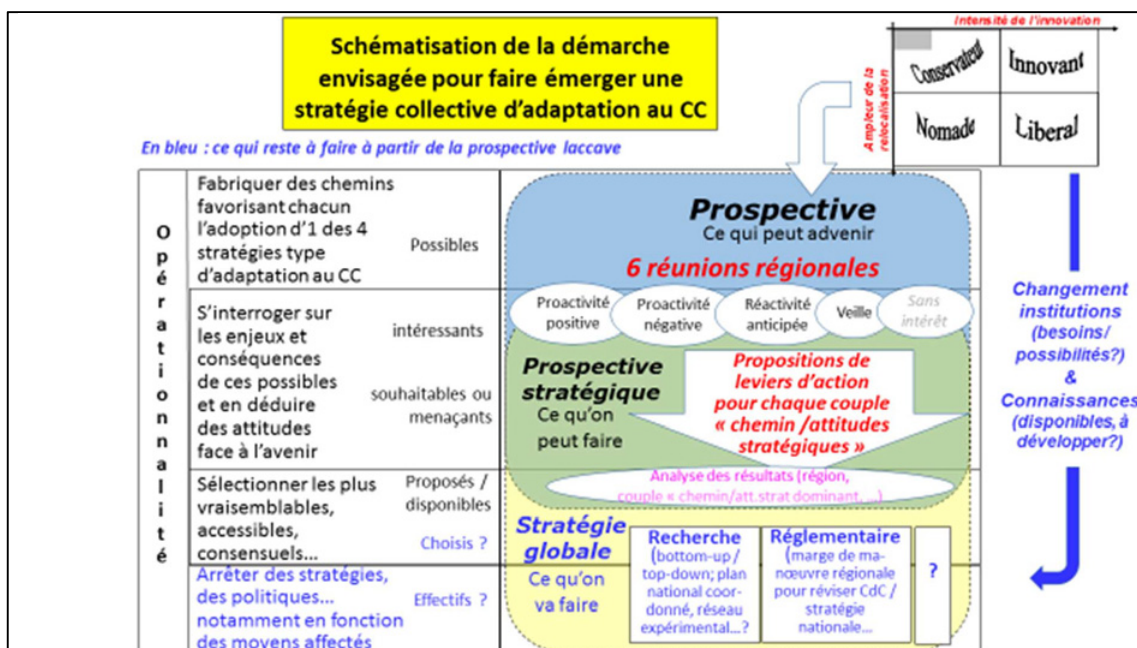 Schématisation de la démarche
envisagée pour faire émerger une
stratégie collective d'adaptation au CC
Intensité de l'innovation
Ampleur de la
relocalisation
Conservateur
Innovant
Nomade
Liberal
En bleu : ce qui reste à faire à partir de la prospective laccave
Opérationnalité
Fabriquer des chemins
favorisant chacun
l'adoption d'1 des 4
stratégies type
d'adaptation au CC
Possibles
Prospective
Ce qui peut advenir
6 réunions régionales
S'interroger sur
les enjeux et
conséquences
de ces possibles
et en déduire
des attitudes
face à l'avenir
intéressants
souhaitables ou
menaçants
Proactivité
positive
Proactivité
négative
Réactivité
anticipée
Veille
Sans
intérêt
Prospective
stratégique
Ce qu'on
peut faire
Propositions de
leviers d'action
pour chaque couple
« chemin /attitudes
stratégiques »
Analyse des résultats (région,
couple « chemin/att.strat dominant, ...)
Sélectionner les plus
vraisemblables,
accessibles,
consensuels...
Proposés /
disponibles
Choisis ?
Arrêter des stratégies,
des politiques...
notamment en fonction
des moyens affectés
Effectifs ?
Stratégie
globale
Ce qu'on
va faire
Recherche
(bottom-up /
top-down; plan
national coor-
donné, réseau
expérimental...?
Réglementaire
(marge de ma-
nœuvre régionale
pour réviser CdC /
stratégie
nationale...
?
Changement
institutions
(besoins/
possibilités?)
&
Connaissances
(disponibles, à
développer?)